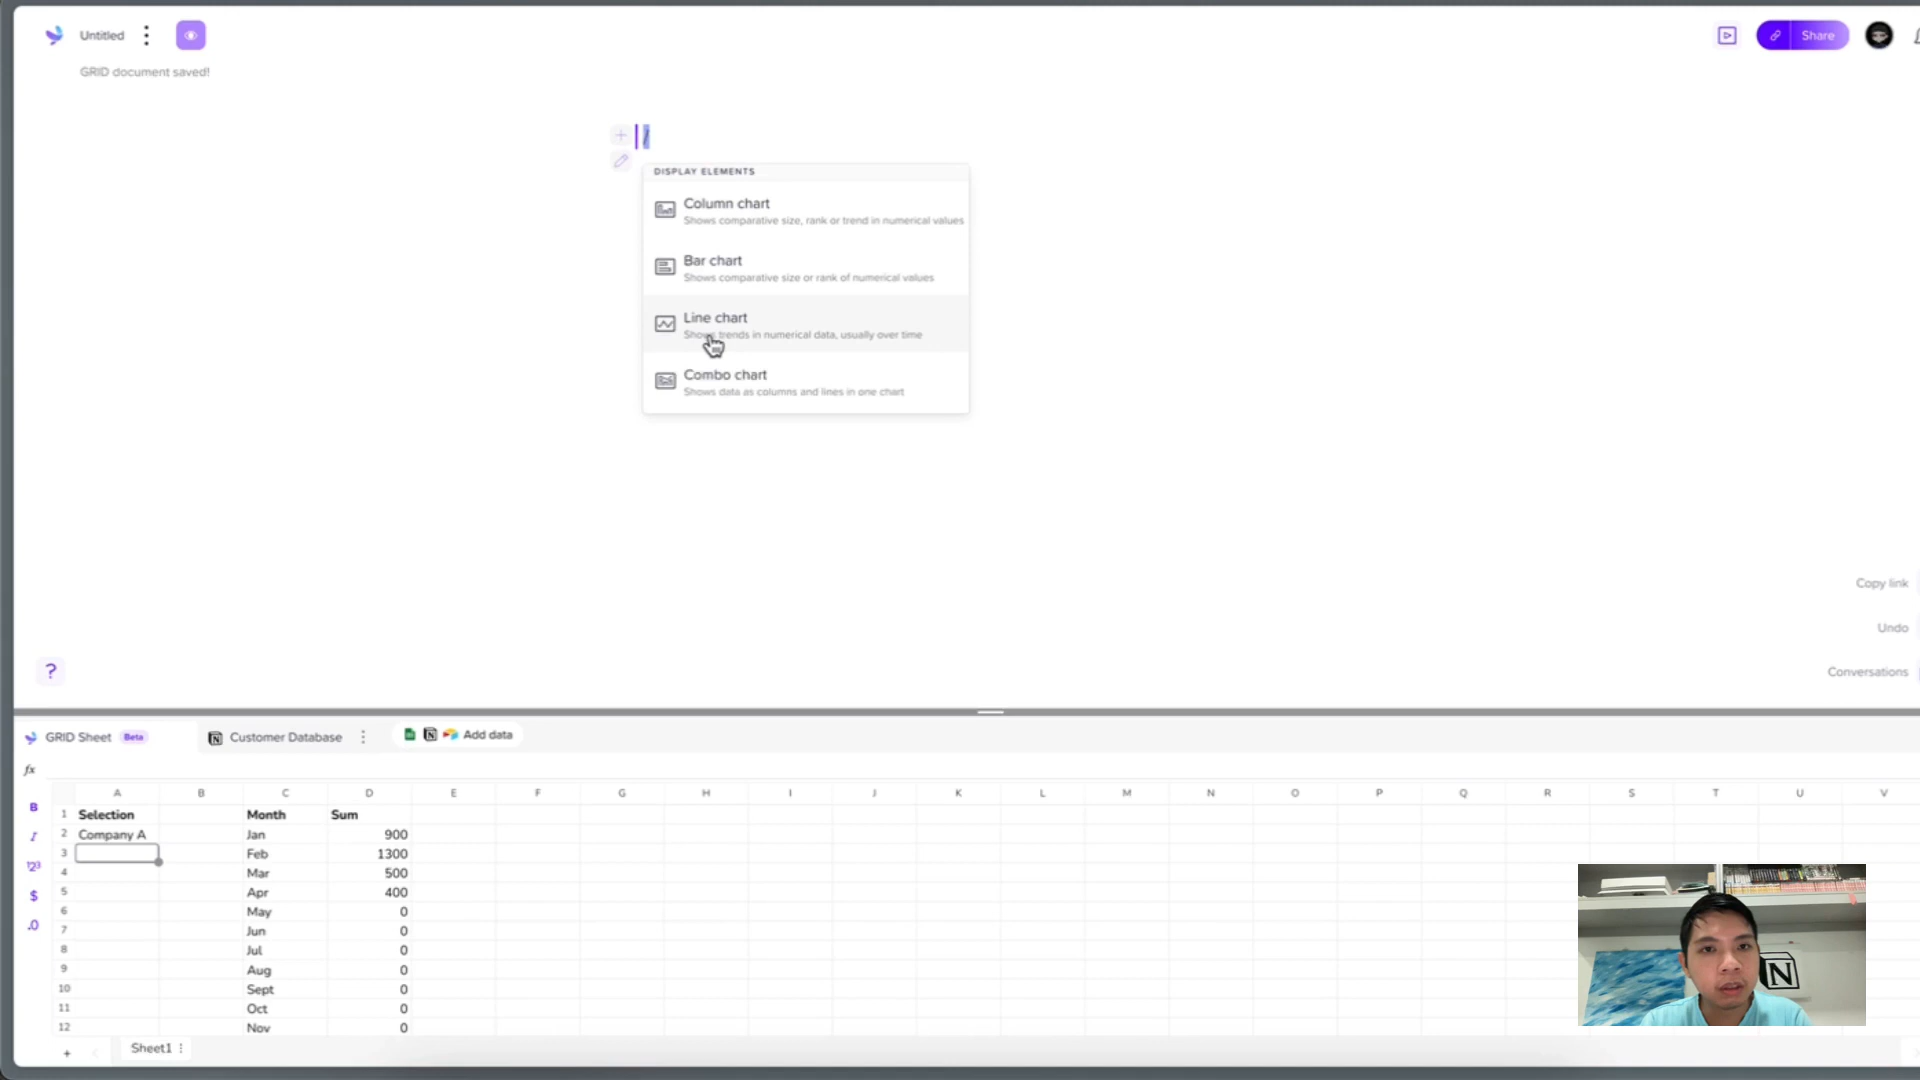 Untitled
Share
GRID document saved!
/
DISPLAY ELEMENTS
Column chart
Shows comparative size, rank or trend in numerical values
Bar chart
Shows comparative size or rank of numerical values
Line chart
Shows trends in numerical data, usually over time
Combo chart
Shows data as columns and lines in one chart
Copy link
Undo
Conversations
?
GRID Sheet Beta
Customer Database
Add data
fx
A B C D E F G H I J K L M N O P Q R S T U V
B
I
123
$
.0
1 Selection Month Sum
2 Company A Jan 900
3 Feb 1300
4 Mar 500
5 Apr 400
6 May 0
7 Jun 0
8 Jul 0
9 Aug 0
10 Sept 0
11 Oct 0
12 Nov 0
+ Sheet1
N